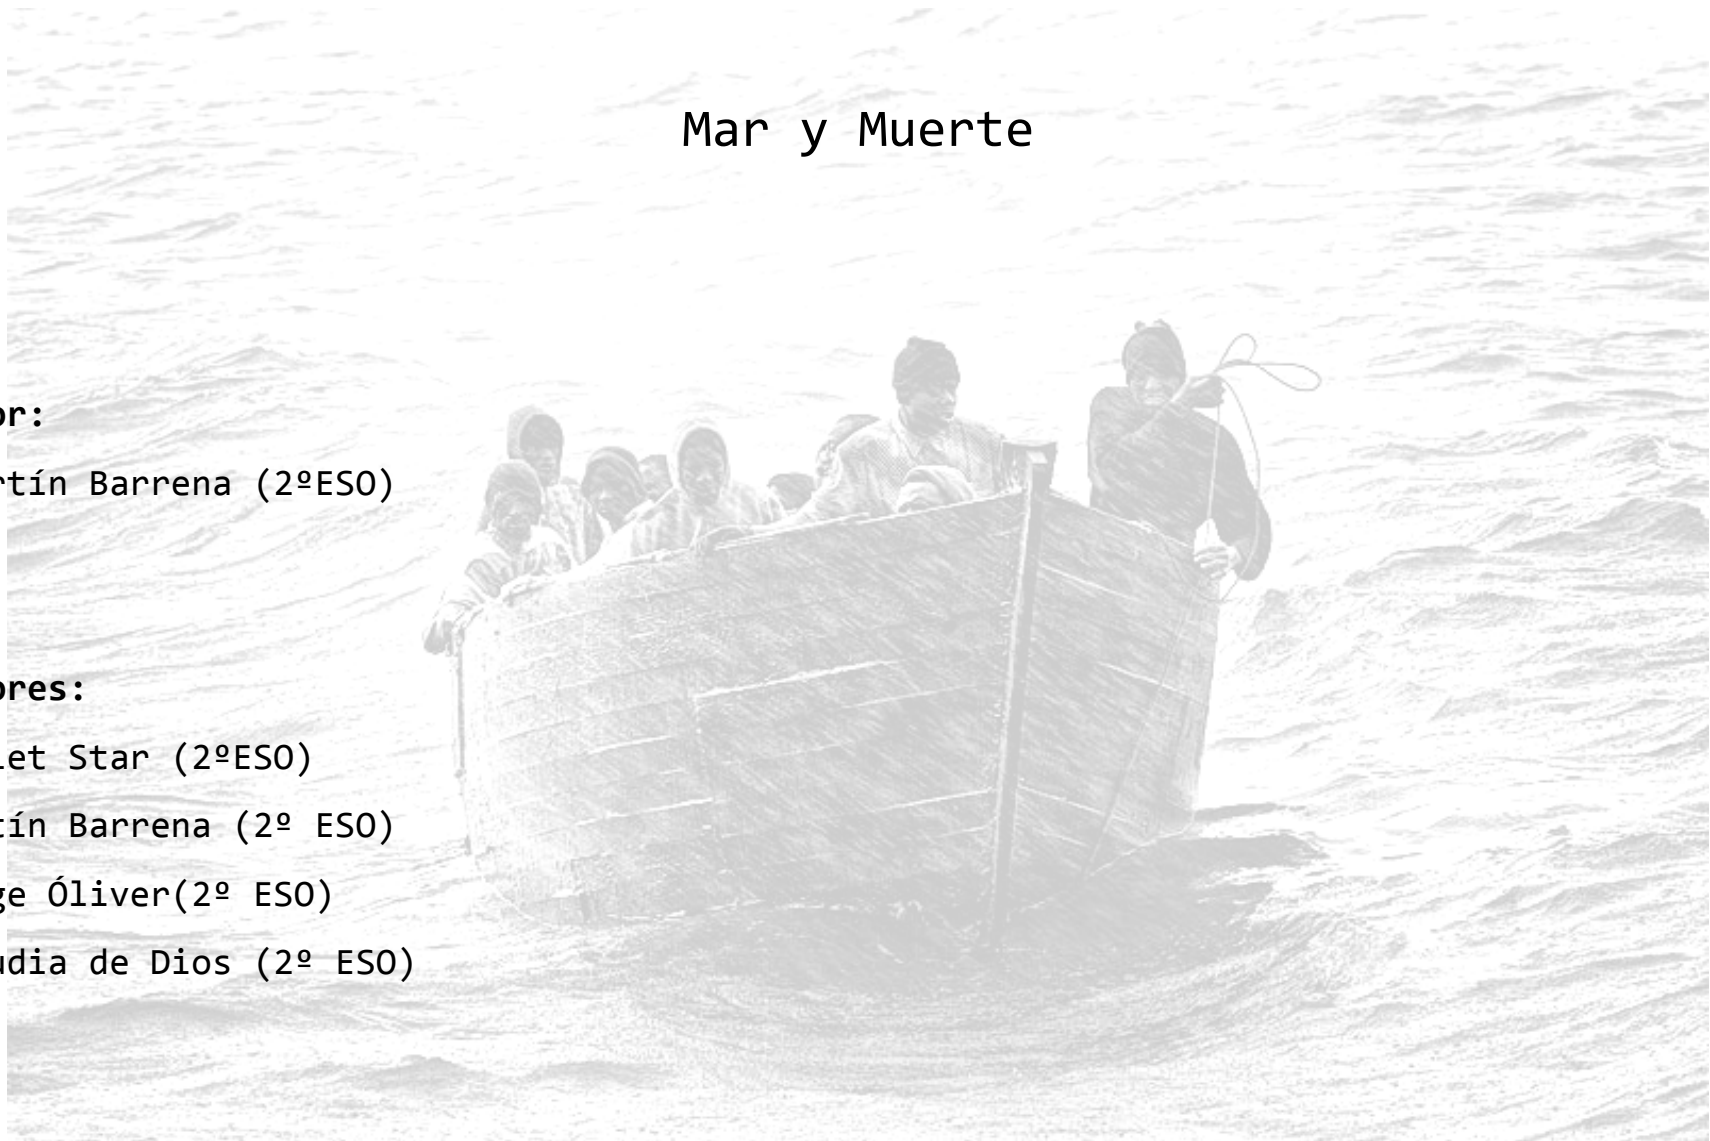 Mar y Muerte
or:
rtín Barrena (2ºESO)
ores:
let Star (2ºESO)
tín Barrena (2º ESO)
ge Óliver(2º ESO)
udia de Dios (2º ESO)